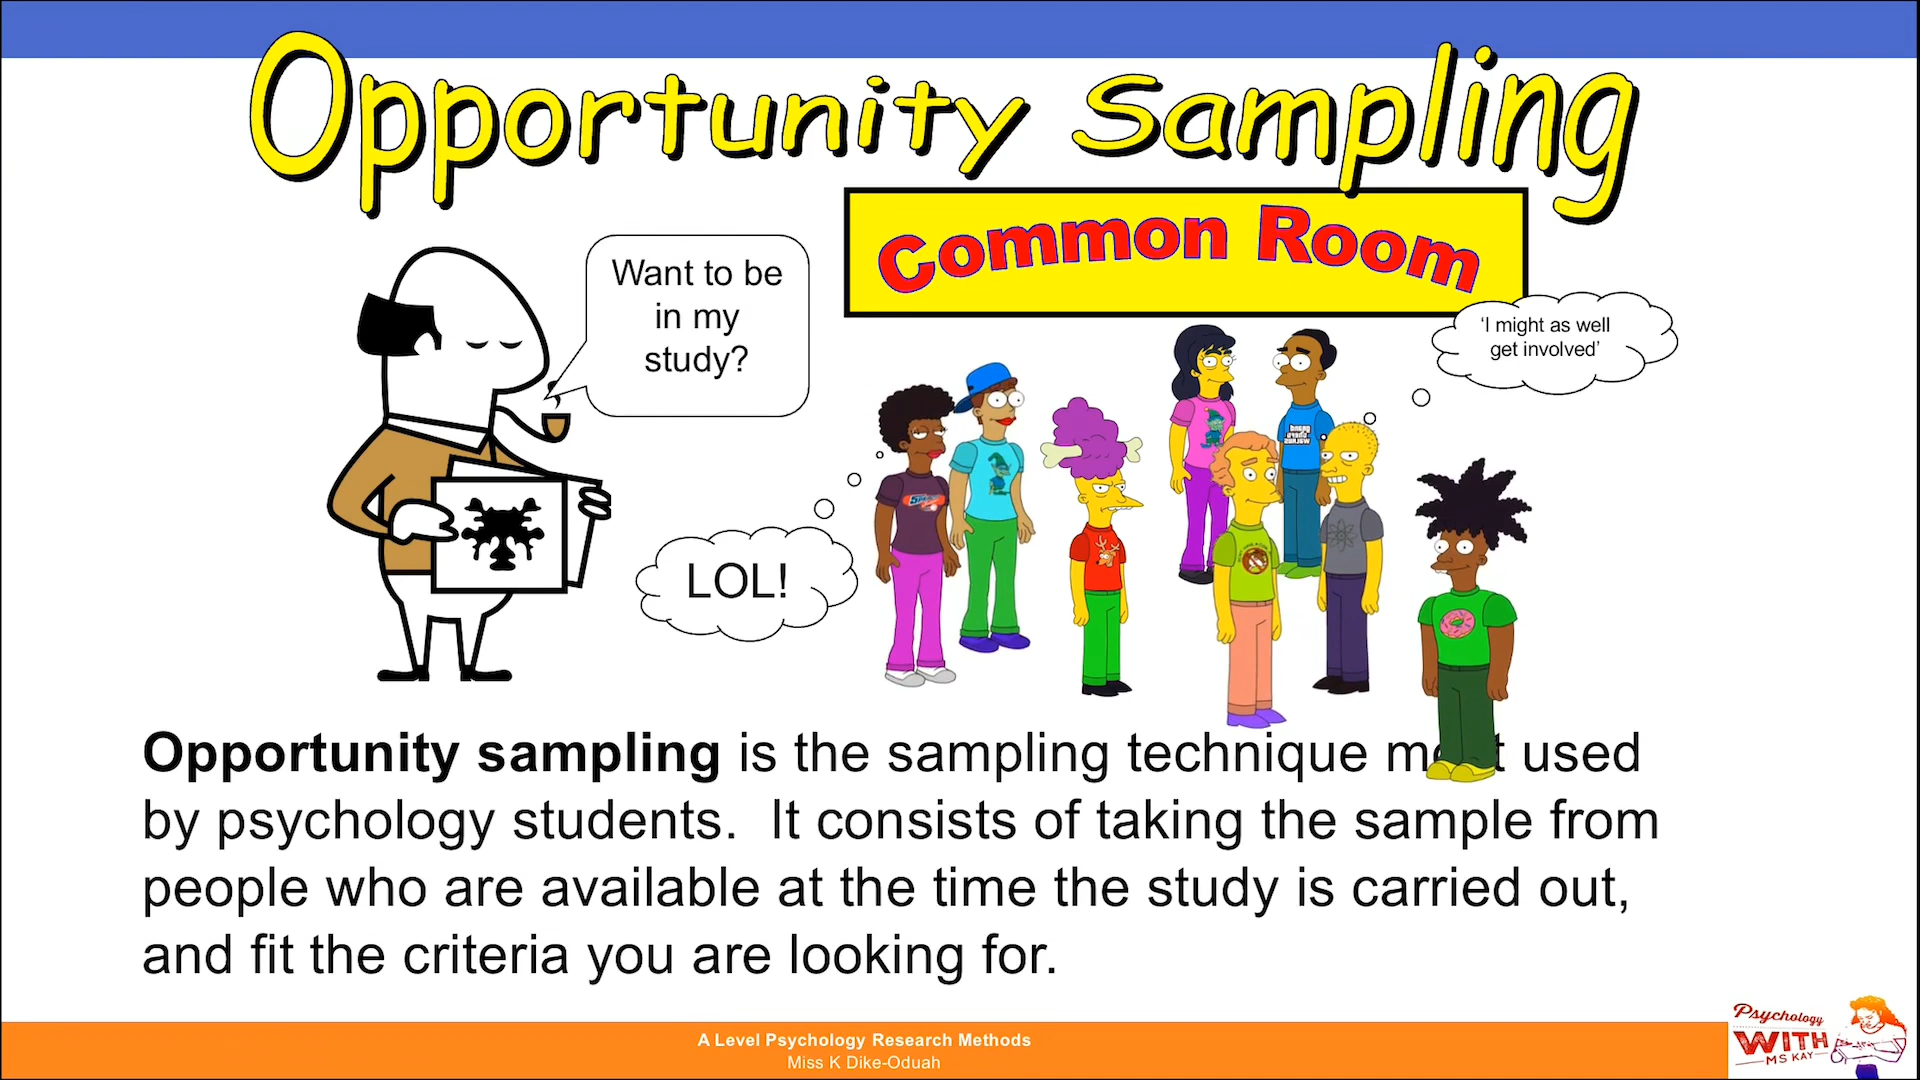 Opportunity Sampling
Common Room
Want to be
in my
study?
'I might as well
get involved'
LOL!
Opportunity sampling is the sampling technique used
by psychology students. It consists of taking the sample from
people who are available at the time the study is carried out,
and fit the criteria you are looking for.
A Level Psychology Research Methods
Miss K Dike-Oduah
Psychology
WITH
MS KAY